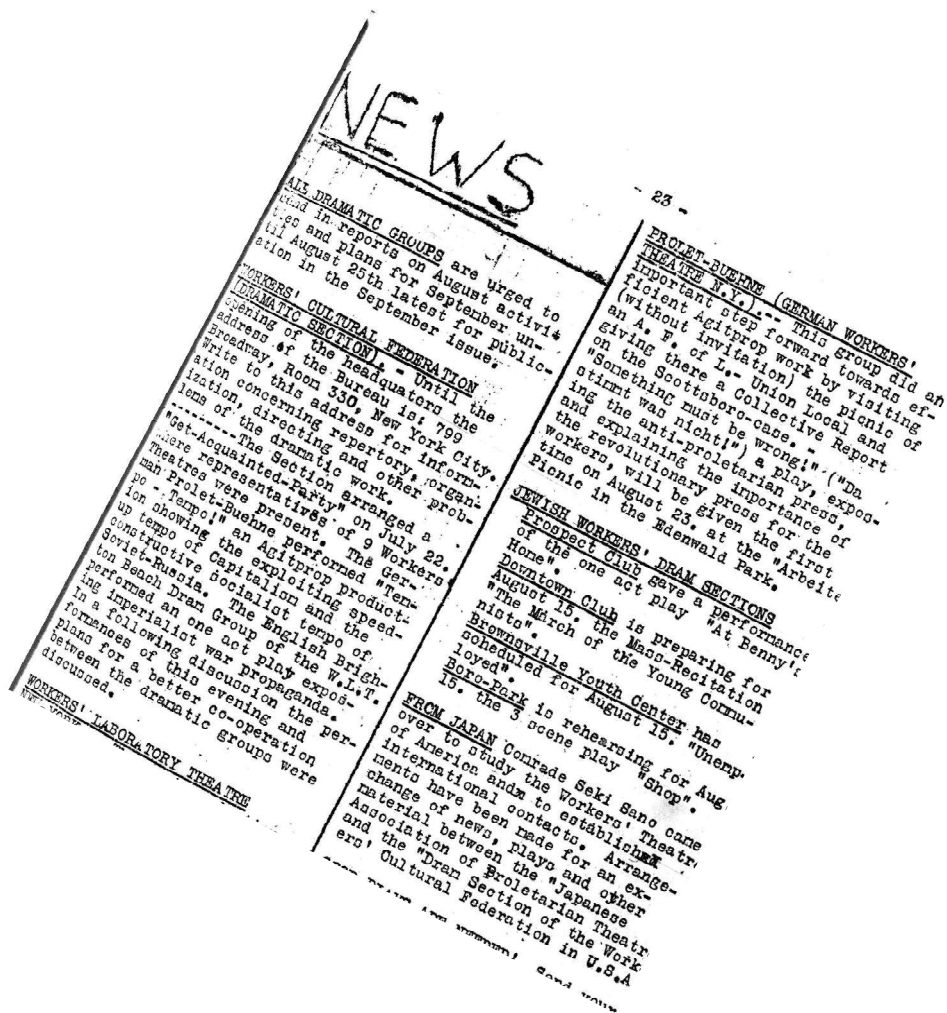 NEWS
- 23 -
ALL DRAMATIC GROUPS are urged to
send in reports on August activi-
ties and plans for September un-
til August 25th latest for public-
ation in the September issue.
WORKERS' CULTURAL FEDERATION
(DRAMATIC SECTION) - Until the
opening of the headquaters the
address of the Bureau is: 799
Broadway, Room 330, New York City.
Write to this address for inform-
ation concerning repertory, organi
ization, directing and other prob-
lems of the dramatic work.
--------The Section arranged a
"Get-Acquainted-Party" on July 22.
where representatives of 9 Workers'
Theatres were present. The Ger-
man Prolet-Buehne performed "Tem-
po - Tempo!" an Agitprop product-
ion showing the exploiting speed-
up tempo of Capitalism and the
constructive Socialist tempo of
Soviet-Russia. The English Brigh-
ton Beach Dram Group of the W.L.T.
performed an one act play expos-
ing imperialist war propaganda.
In a following discussion the per-
formances of this evening and
plans for a better co-operation
between the dramatic groups were
discussed.
WORKERS' LABORATORY THEATRE
NEW YORK
PROLET-BUEHNE (GERMAN WORKERS'
THEATRE N.Y.).-- This group did an
important step forward towards ef-
ficient Agitprop work by visiting
(without invitation) the picnic of
an A. F. of L.- Union Local and
giving there a Collective Report
on the Scottsboro-case. -
"Something must be wrong!" ("Da
stimmt was nicht!") a play, expos-
ing the anti-proletarian press,
and explaining the importance of
the revolutionary press for the
workers, will be given the first
time on August 23. at the "Arbeite
Picnic in the Edenwald Park.
JEWISH WORKERS' DRAM SECTIONS
Prospect Club gave a performance
of the one act play "At Benny's
Home".
Downtown Club is preparing for
August 15. the Mass-Recitation
"The March of the Young Commu-
nists".
Brownsville Youth Center has
scheduled for August 15. "Unemp-
loyed".
Boro-Park is rehearsing for Aug
15. the 3 scene play "Shop".
FROM JAPAN Comrade Seki Sano came
over to study the Workers' Theatr
of America and to establish
international contacts. Arrange-
ments have been made for an ex-
change of news, plays and other
material between the "Japanese
Association of Proletarian Theatr
and the "Dram Section of the Work
ers' Cultural Federation in U.S.A
NEEDED! Send your